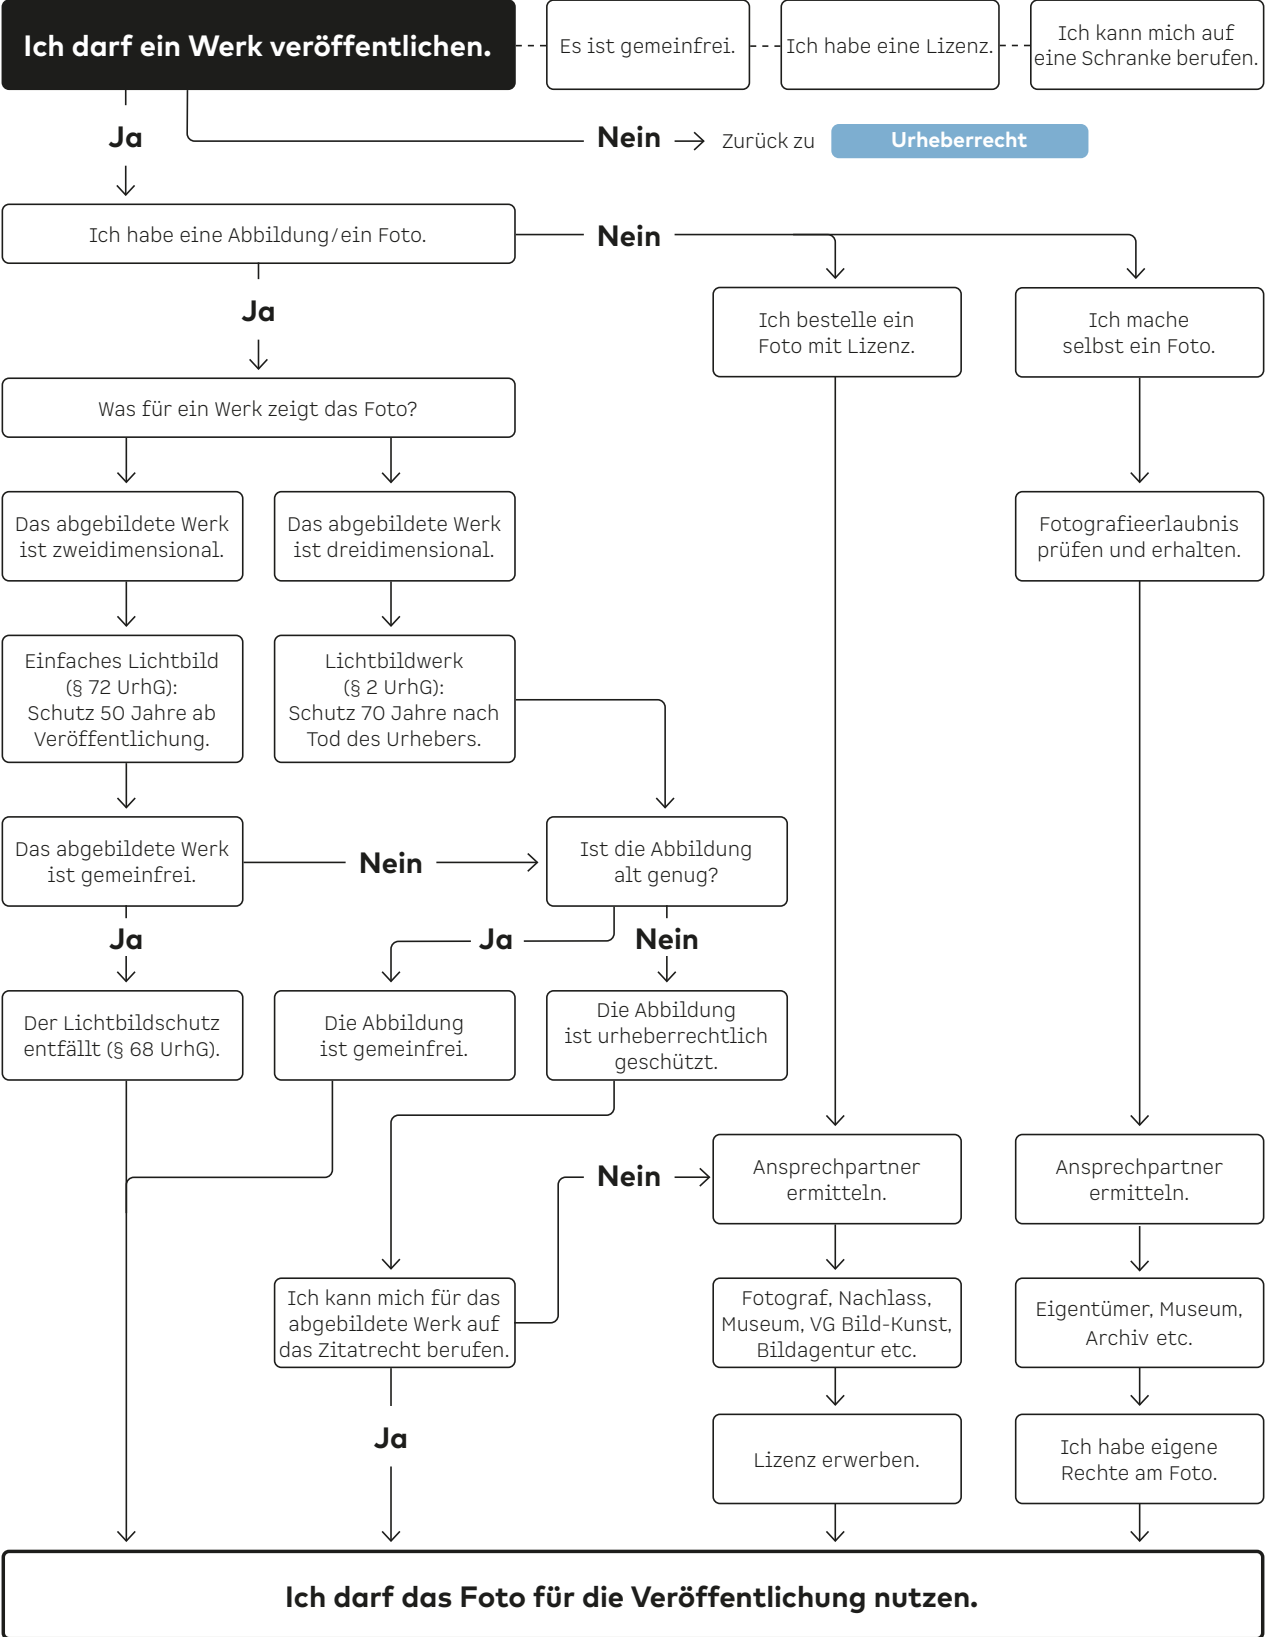 Ich darf ein Werk veröffentlichen.
Es ist gemeinfrei.
Ich habe eine Lizenz.
Ich kann mich auf
eine Schranke berufen.
Ja
Nein
Zurück zu
Urheberrecht
Ich habe eine Abbildung/ein Foto.
Nein
Ja
Ich bestelle ein
Foto mit Lizenz.
Ich mache
selbst ein Foto.
Was für ein Werk zeigt das Foto?
Das abgebildete Werk
ist zweidimensional.
Das abgebildete Werk
ist dreidimensional.
Fotografieerlaubnis
prüfen und erhalten.
Einfaches Lichtbild
(§ 72 UrhG):
Schutz 50 Jahre ab
Veröffentlichung.
Lichtbildwerk
(§ 2 UrhG):
Schutz 70 Jahre nach
Tod des Urhebers.
Das abgebildete Werk
ist gemeinfrei.
Nein
Ist die Abbildung
alt genug?
Ja
Ja
Nein
Der Lichtbildschutz
entfällt (§ 68 UrhG).
Die Abbildung
ist gemeinfrei.
Die Abbildung
ist urheberrechtlich
geschützt.
Nein
Ansprechpartner
ermitteln.
Ansprechpartner
ermitteln.
Ich kann mich für das
abgebildete Werk auf
das Zitatrecht berufen.
Fotograf, Nachlass,
Museum, VG Bild-Kunst,
Bildagentur etc.
Eigentümer, Museum,
Archiv etc.
Ja
Lizenz erwerben.
Ich habe eigene
Rechte am Foto.
Ich darf das Foto für die Veröffentlichung nutzen.